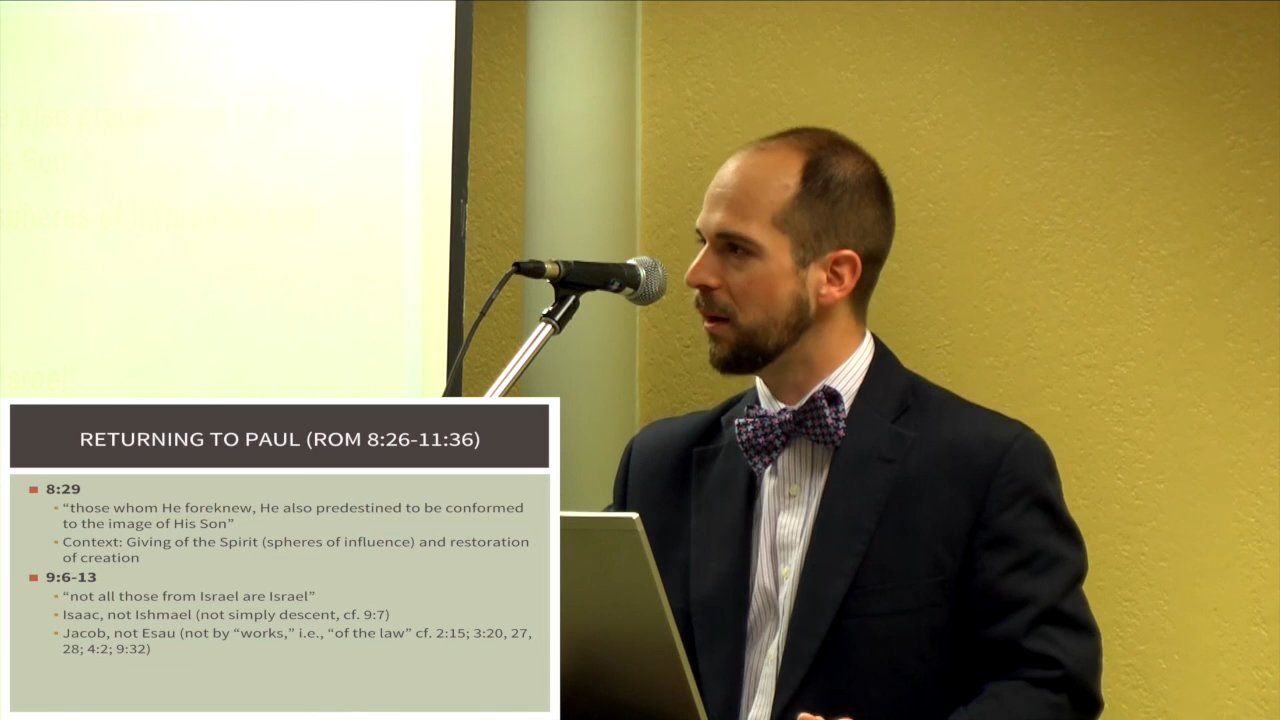 Israel"
RETURNING TO PAUL (ROM 8:26-11:36)
8:29
"those whom He foreknew, He also predestined to be conformed
to the image of His Son"
Context: Giving of the Spirit (spheres of influence) and restoration
of creation
9:6-13
"not all those from Israel are Israel"
Isaac, not Ishmael (not simply descent, cf. 9:7)
Jacob, not Esau (not by "works," i.e., "of the law" cf. 2:15; 3:20, 27,
28; 4:2; 9:32)